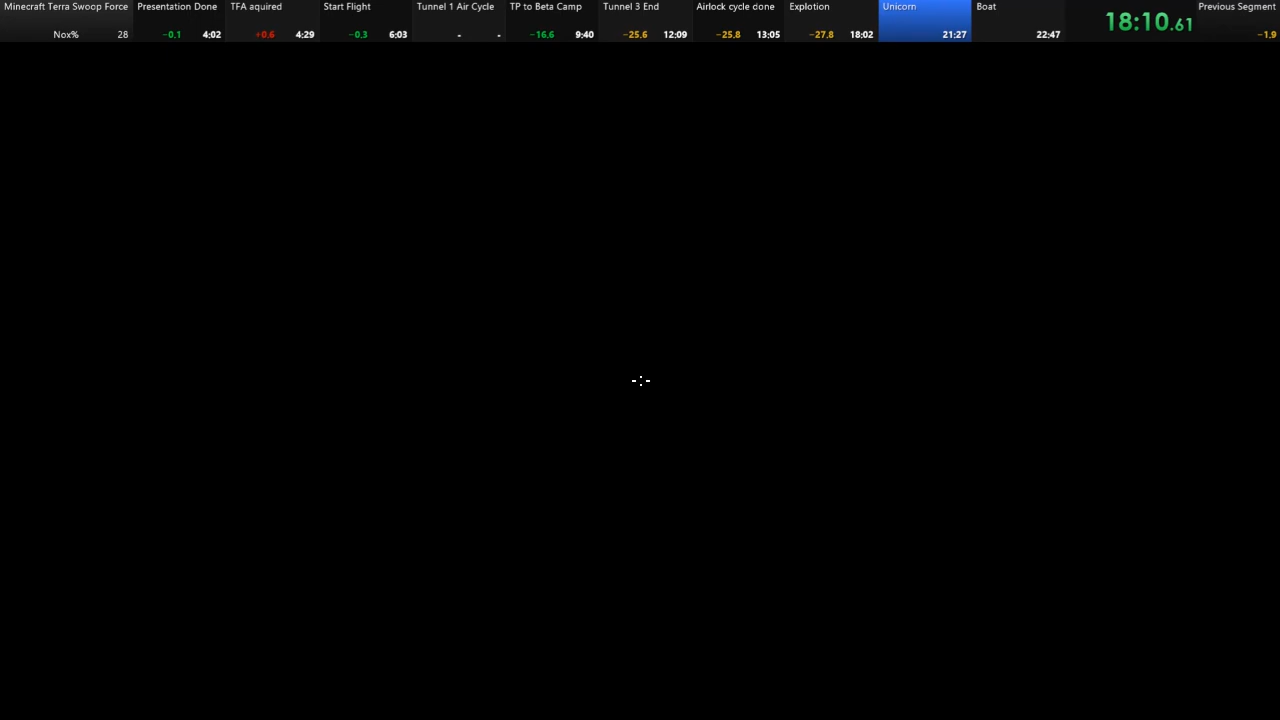 Minecraft Terra Swoop Force
Nox% 28
Presentation Done
−0.1 4:02
TFA aquired
+0.6 4:29
Start Flight
−0.3 6:03
Tunnel 1 Air Cycle
- -
TP to Beta Camp
−16.6 9:40
Tunnel 3 End
−25.6 12:09
Airlock cycle done
−25.8 13:05
Explotion
−27.8 18:02
Unicorn
21:27
Boat
22:47
18:10.61
Previous Segment
−1.9